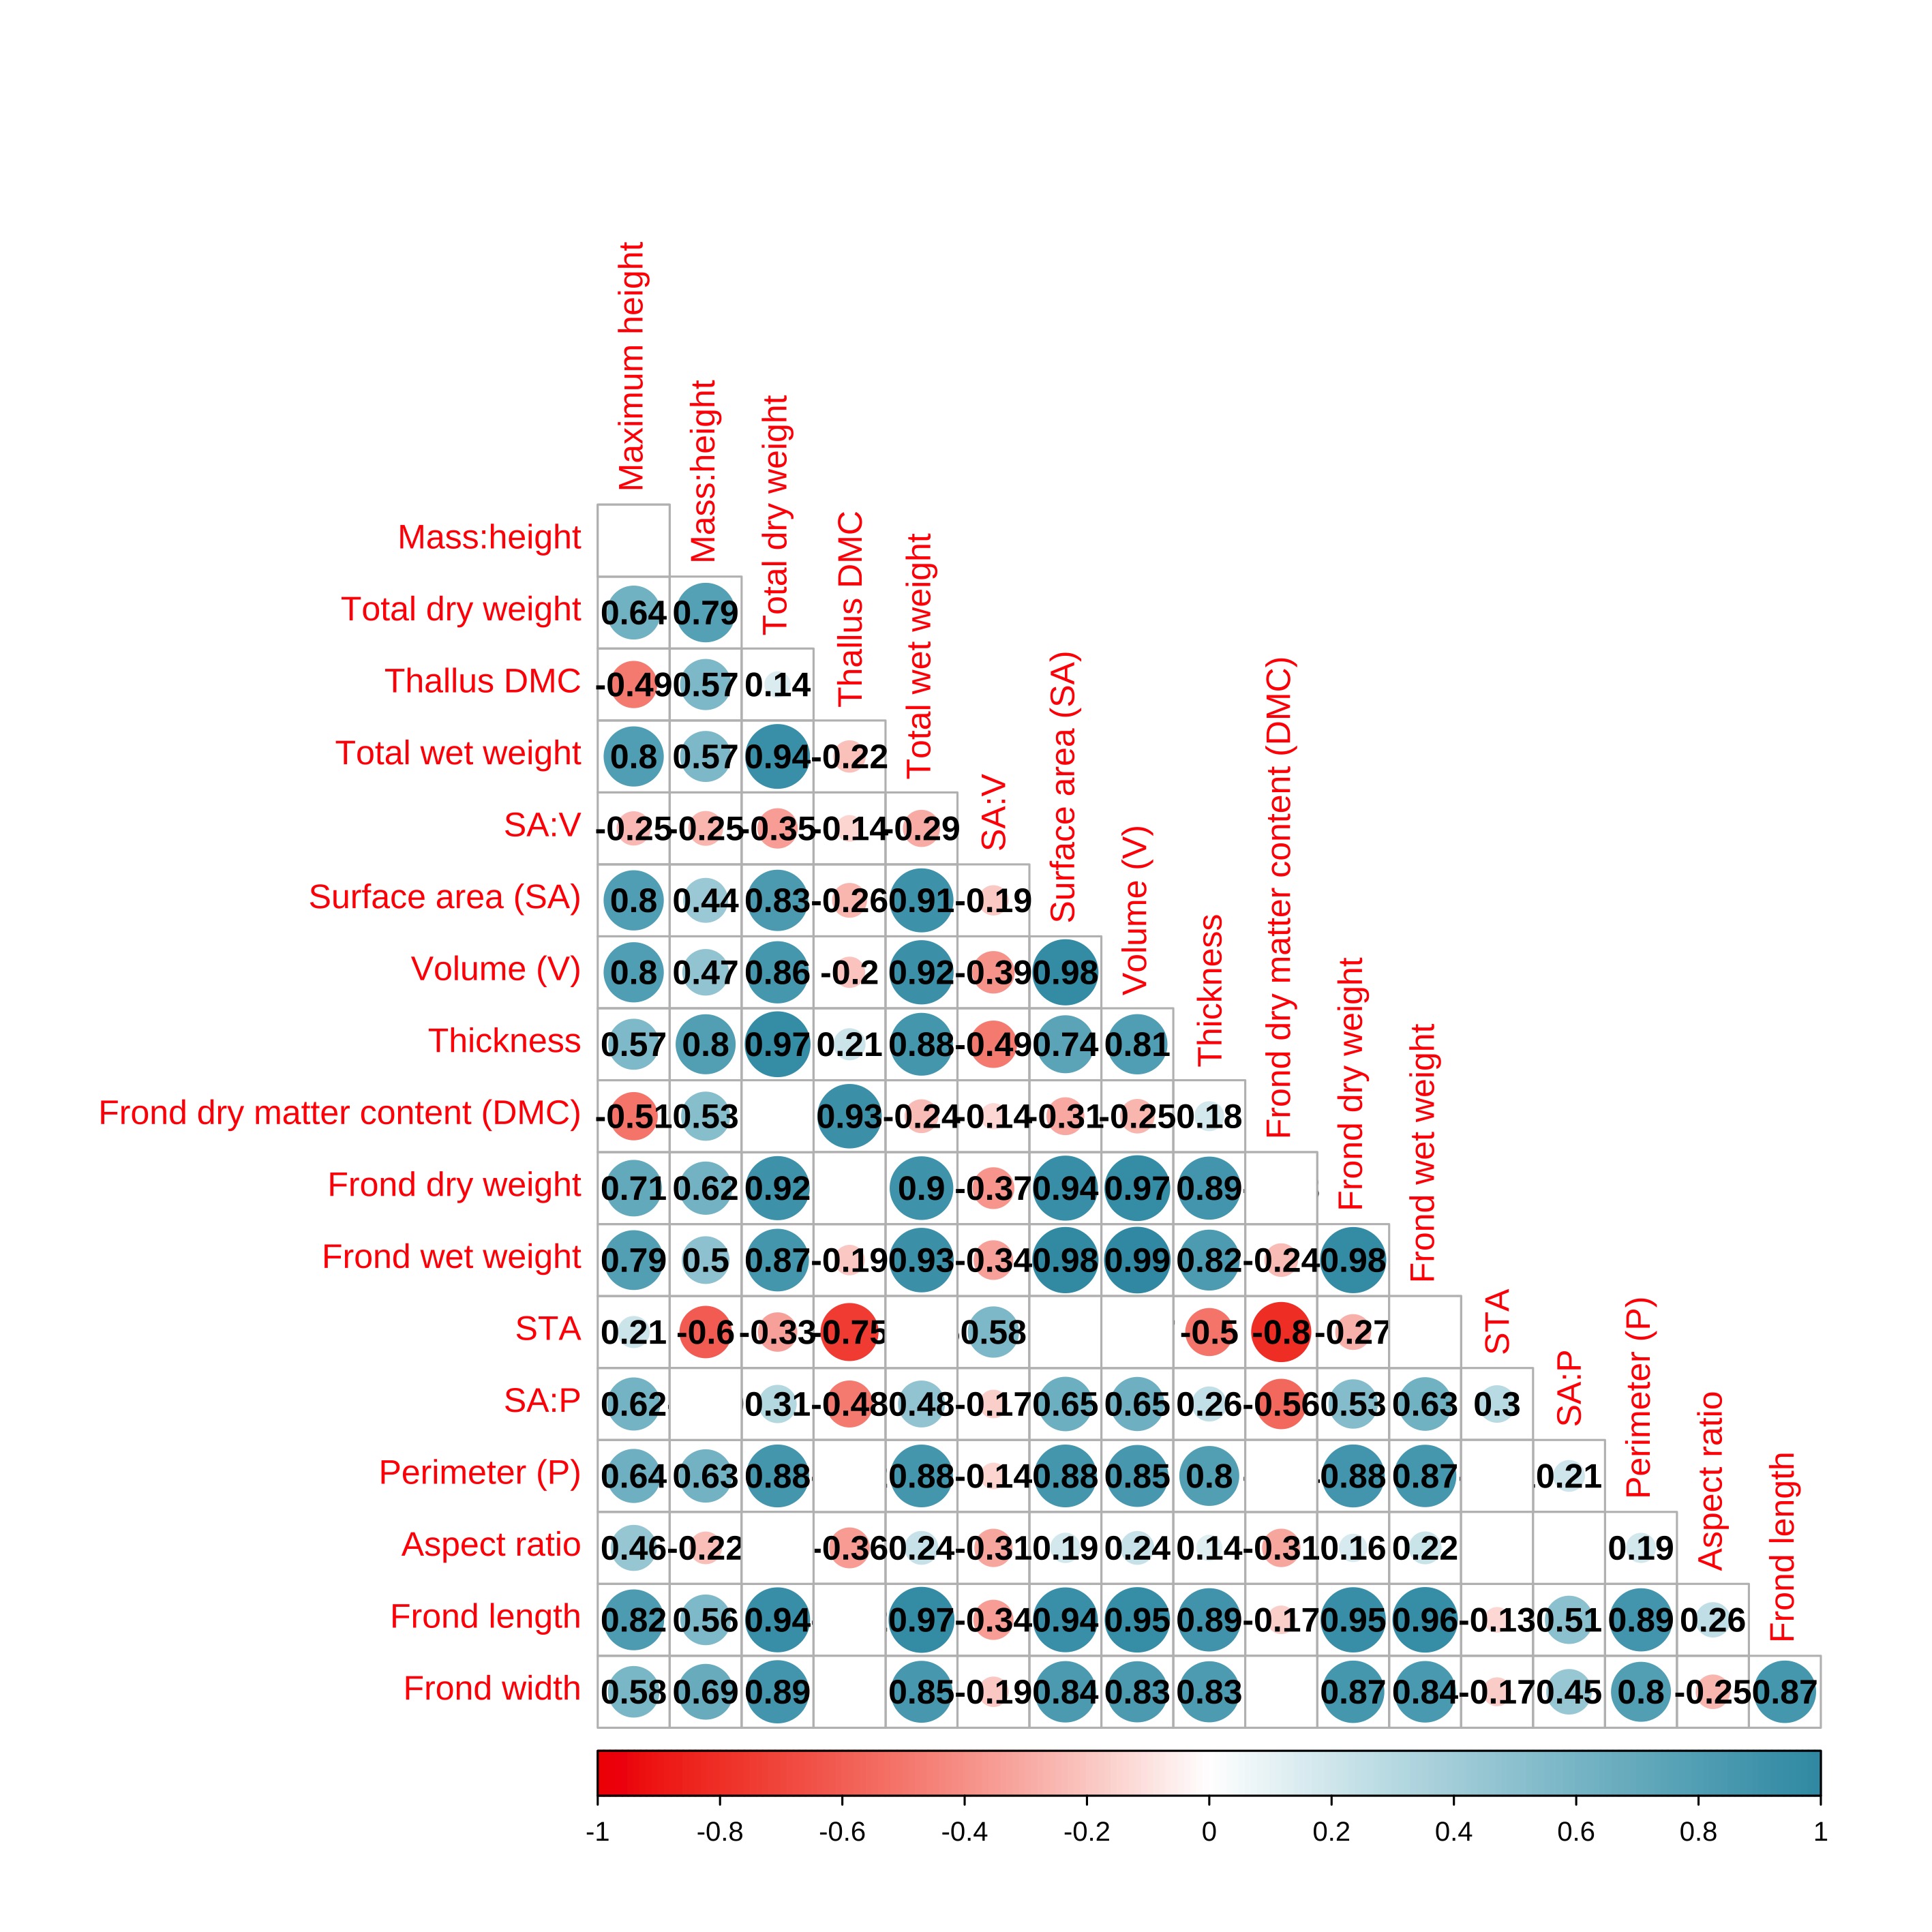 Maximum height
Mass:height
Total dry weight
Thallus DMC
Total wet weight
SA:V
Surface area (SA)
Volume (V)
Thickness
Frond dry matter content (DMC)
Frond dry weight
Frond wet weight
STA
SA:P
Perimeter (P)
Aspect ratio
Frond length
Mass:height
Total dry weight 0.64 0.79
Thallus DMC -0.49 0.57 0.14
Total wet weight 0.8 0.57 0.94 -0.22
SA:V -0.25 -0.25 -0.35 -0.14 -0.29
Surface area (SA) 0.8 0.44 0.83 -0.26 0.91 -0.19
Volume (V) 0.8 0.47 0.86 -0.2 0.92 -0.39 0.98
Thickness 0.57 0.8 0.97 0.21 0.88 -0.49 0.74 0.81
Frond dry matter content (DMC) -0.51 0.53 0.93 -0.24 -0.14 -0.31 -0.25 0.18
Frond dry weight 0.71 0.62 0.92 0.9 -0.37 0.94 0.97 0.89
Frond wet weight 0.79 0.5 0.87 -0.19 0.93 -0.34 0.98 0.99 0.82 -0.24 0.98
STA 0.21 -0.6 -0.33 -0.75 0.58 -0.5 -0.8 -0.27
SA:P 0.62 0.31 -0.48 0.48 -0.17 0.65 0.65 0.26 -0.56 0.53 0.63 0.3
Perimeter (P) 0.64 0.63 0.88 0.88 -0.14 0.88 0.85 0.8 0.88 0.87 0.21
Aspect ratio 0.46 -0.22 -0.36 0.24 -0.31 0.19 0.24 0.14 -0.31 0.16 0.22 0.19
Frond length 0.82 0.56 0.94 0.97 -0.34 0.94 0.95 0.89 -0.17 0.95 0.96 -0.13 0.51 0.89 0.26
Frond width 0.58 0.69 0.89 0.85 -0.19 0.84 0.83 0.83 0.87 0.84 -0.17 0.45 0.8 -0.25 0.87
-1 -0.8 -0.6 -0.4 -0.2 0 0.2 0.4 0.6 0.8 1